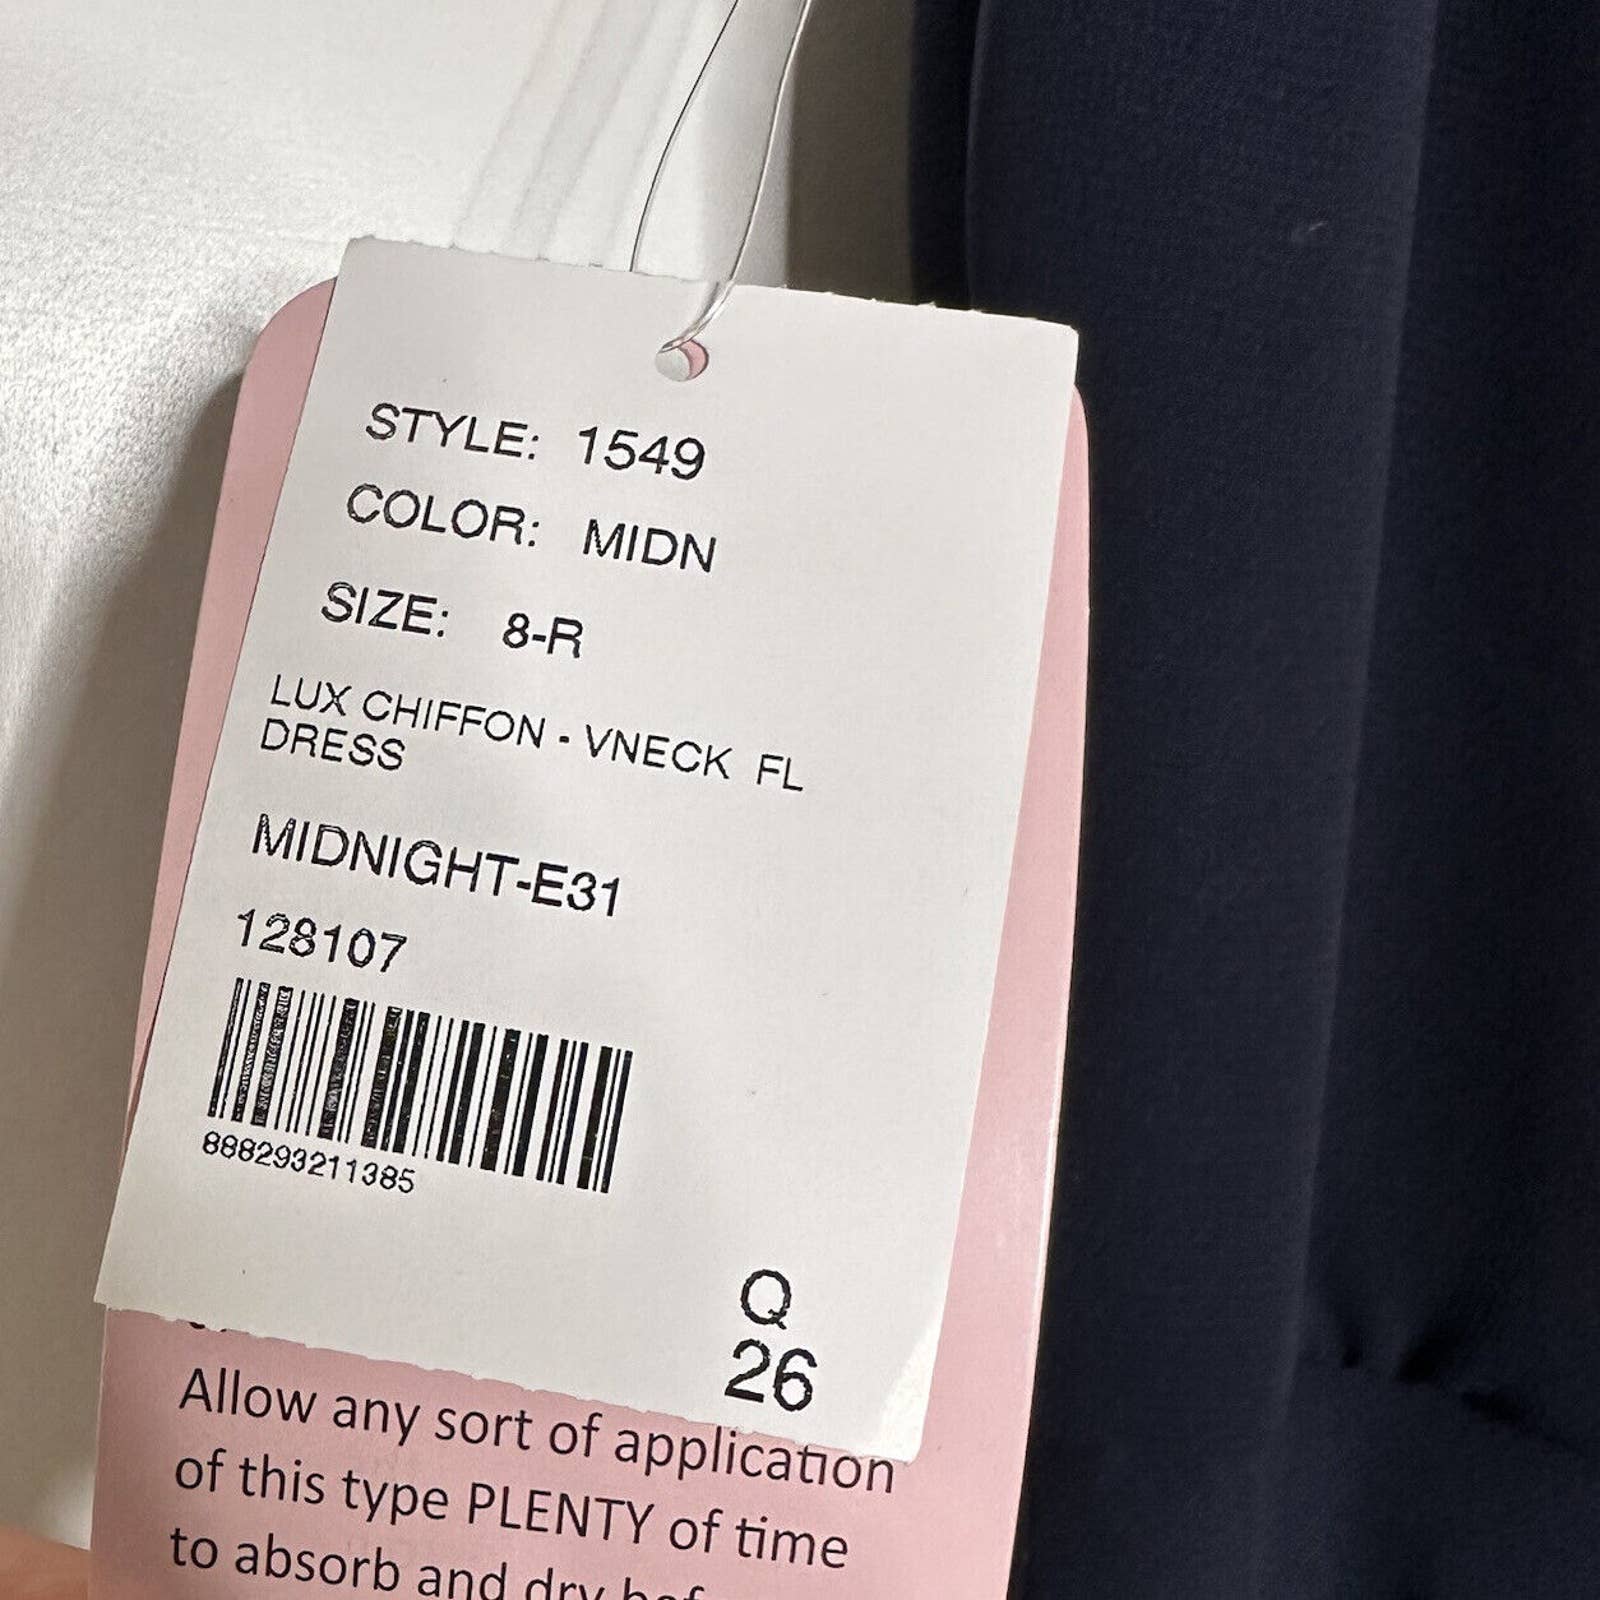 STYLE: 1549
COLOR: MIDN
SIZE: 8-R
LUX CHIFFON - VNECK FL
DRESS
MIDNIGHT-E31
128107
888293211385
Q
26
Allow any sort of application
of this type PLENTY of time
to absorb and dry